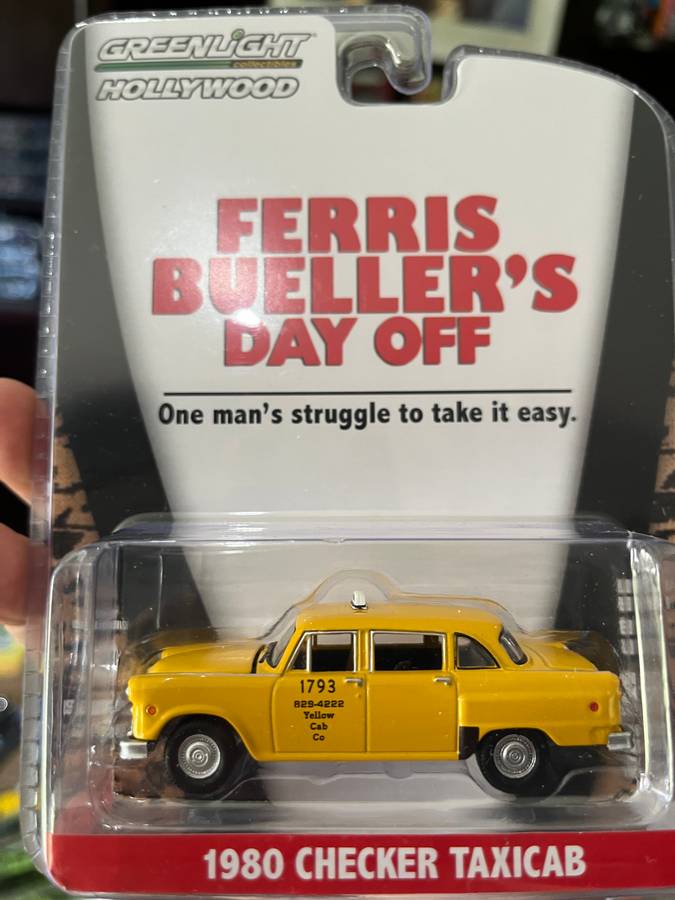 GREENLIGHT
collectibles
HOLLYWOOD
FERRIS
BUELLER'S
DAY OFF
One man's struggle to take it easy.
1793
829-4222
Yellow
Cab
Co
1980 CHECKER TAXICAB